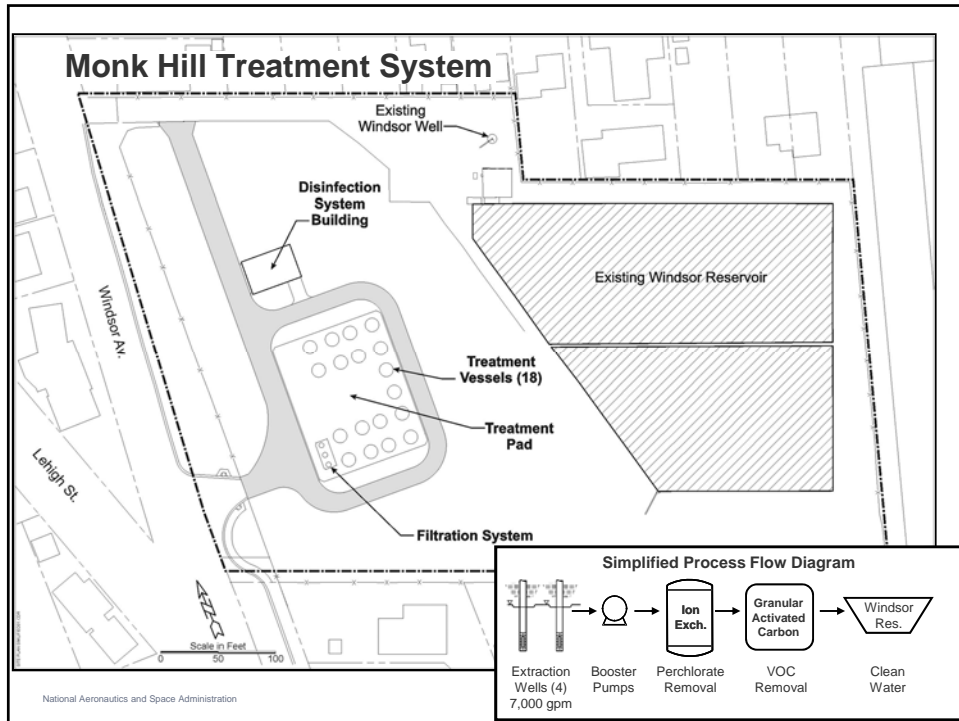 Monk Hill Treatment System
Existing
Windsor Well
Disinfection
System
Building
Existing Windsor Reservoir
Windsor Av.
Treatment
Vessels (18)
Treatment
Pad
Lehigh St.
Filtration System
Scale in Feet
0 50 100
Simplified Process Flow Diagram
Ion
Exch.
Granular
Activated
Carbon
Windsor
Res.
Extraction
Wells (4)
7,000 gpm
Booster
Pumps
Perchlorate
Removal
VOC
Removal
Clean
Water
National Aeronautics and Space Administration